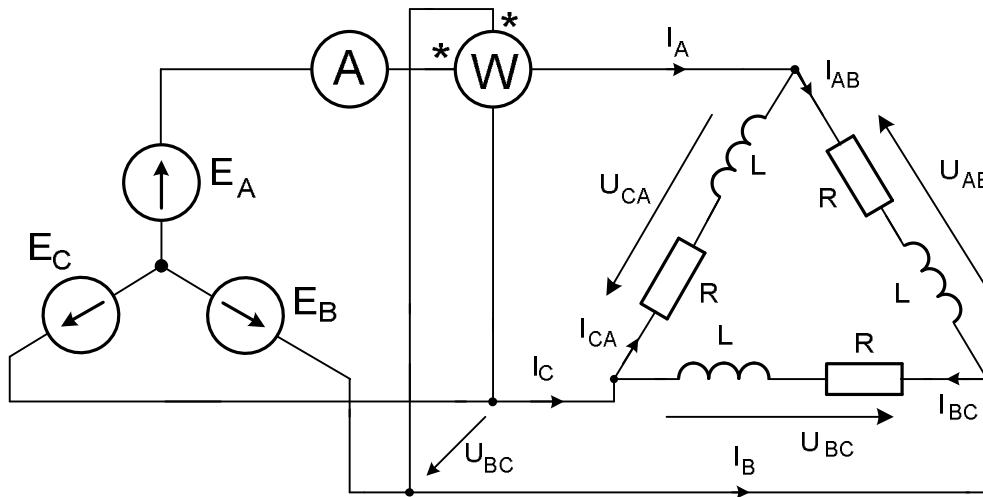 *
A
*
W
I_A
I_AB
E_A
U_CA
L
R
U_AB
E_C
E_B
R
L
I_CA
L
R
I_C
I_BC
U_BC
U_BC
I_B